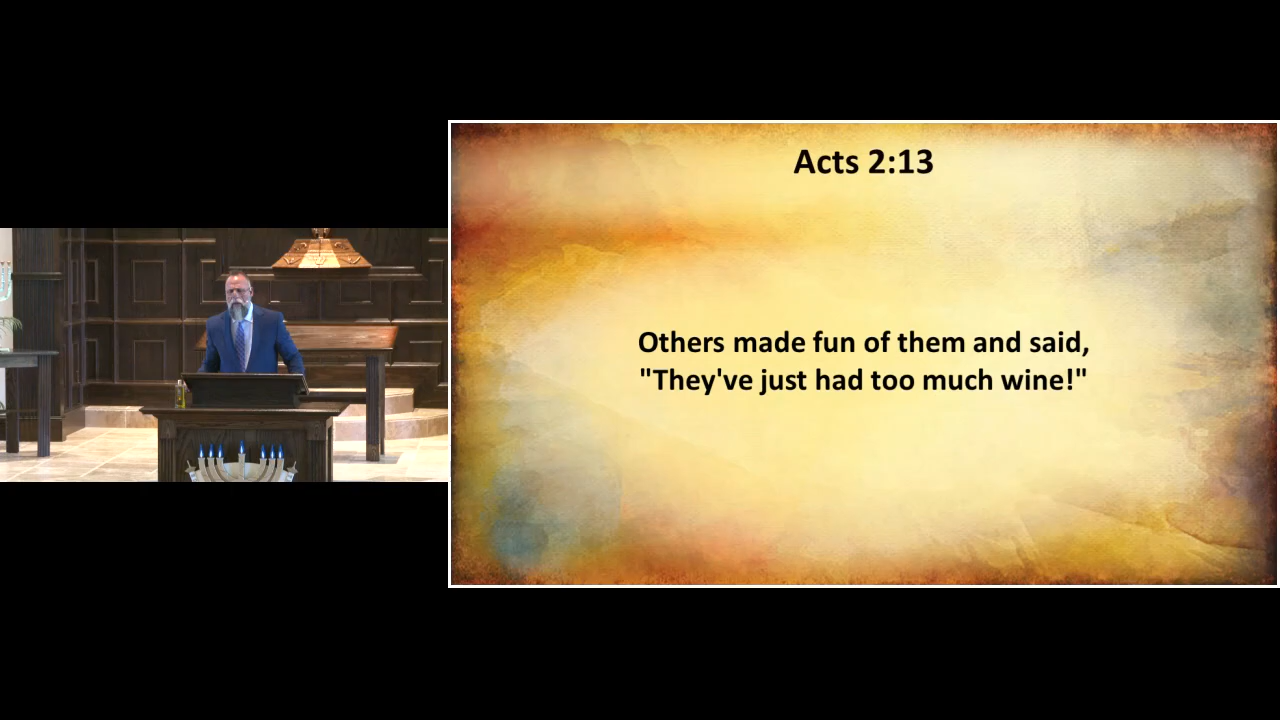 Acts 2:13
Others made fun of them and said,
"They've just had too much wine!"